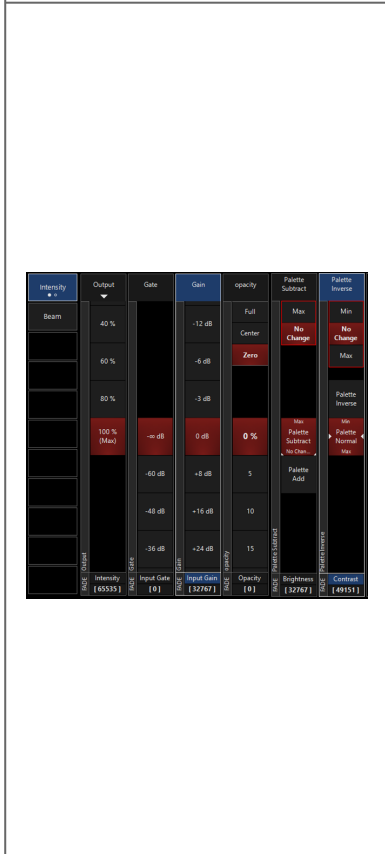 Intensity
Beam
Output
40 %
60 %
80 %
100 %
(Max)
Output
FADE
Intensity
[ 65535 ]
Gate
-∞ dB
-60 dB
-48 dB
-36 dB
Gate
FADE
Input Gate
[ 0 ]
Gain
-12 dB
-6 dB
-3 dB
0 dB
+8 dB
+16 dB
+24 dB
Gain
FADE
Input Gain
[ 32767 ]
opacity
Full
Center
Zero
0 %
5
10
15
opacity
FADE
Opacity
[ 0 ]
Palette
Subtract
Max
No
Change
Max
Palette
Subtract
No Chan...
Palette
Add
Palette Subtract
FADE
Brightness
[ 32767 ]
Palette
Inverse
Min
No
Change
Max
Palette
Inverse
Min
Palette
Normal
Max
Palette Inverse
FADE
Contrast
[ 49151 ]